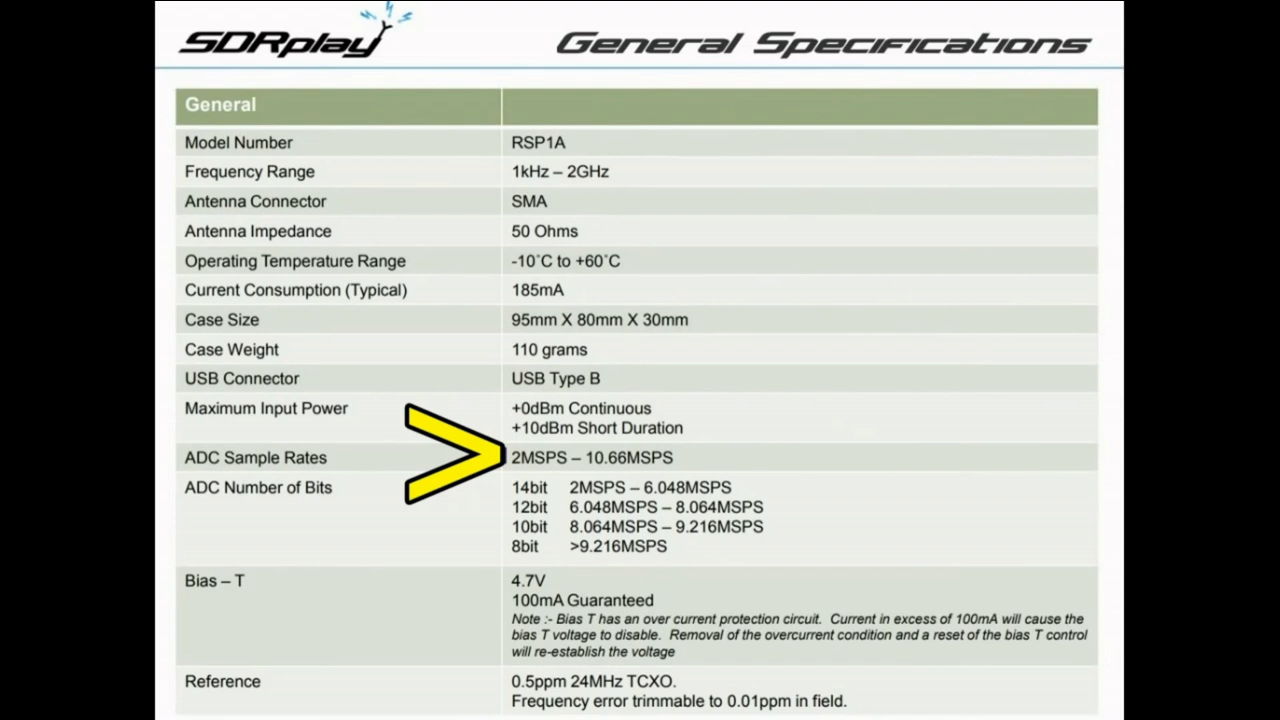 SDRplay General Specifications
General
Model Number RSP1A
Frequency Range 1kHz – 2GHz
Antenna Connector SMA
Antenna Impedance 50 Ohms
Operating Temperature Range -10˚C to +60˚C
Current Consumption (Typical) 185mA
Case Size 95mm X 80mm X 30mm
Case Weight 110 grams
USB Connector USB Type B
Maximum Input Power +0dBm Continuous
+10dBm Short Duration
ADC Sample Rates 2MSPS – 10.66MSPS
ADC Number of Bits 14bit 2MSPS – 6.048MSPS
12bit 6.048MSPS – 8.064MSPS
10bit 8.064MSPS – 9.216MSPS
8bit >9.216MSPS
Bias – T 4.7V
100mA Guaranteed
Note :- Bias T has an over current protection circuit. Current in excess of 100mA will cause the
bias T voltage to disable. Removal of the overcurrent condition and a reset of the bias T control
will re-establish the voltage
Reference 0.5ppm 24MHz TCXO.
Frequency error trimmable to 0.01ppm in field.